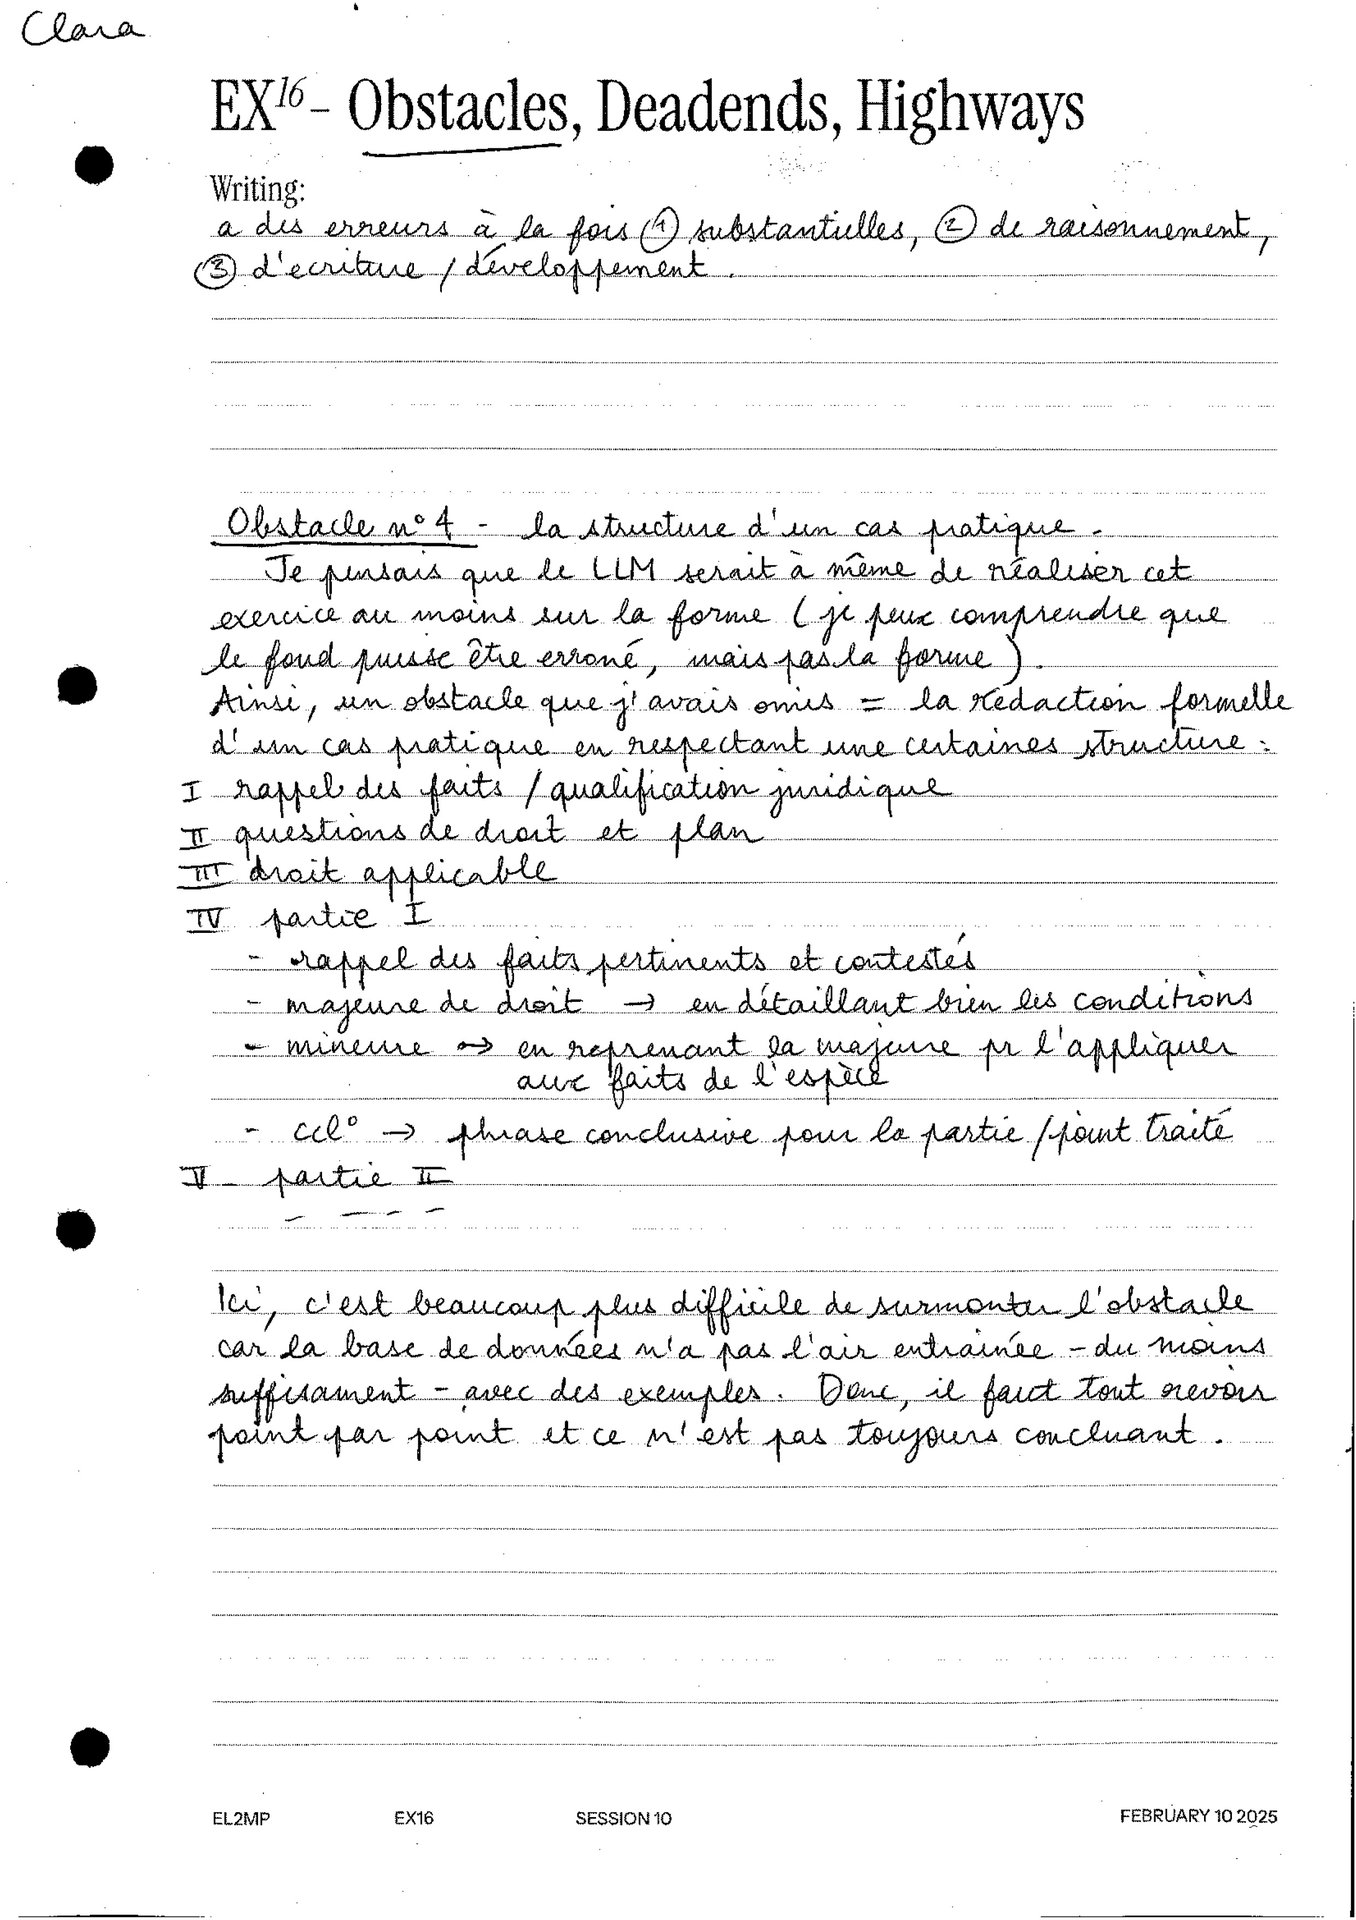 Clara
EX16 - Obstacles, Deadends, Highways
Writing:
a des erreurs à la fois ① substantielles, ② de raisonnement,
③ d'ecriture / développement.
Obstacle n° 4 - la structure d'un cas pratique.
Je pensais que le LLM serait à même de réaliser cet
exercice au moins sur la forme (je peux comprendre que
le fond puisse être erroné, mais pas la forme).
Ainsi, un obstacle que j'avais omis = la rédaction formelle
d'un cas pratique en respectant une certaines structure :
I rappel des faits / qualification juridique
II questions de droit et plan
III droit applicable
IV partie I
- rappel des faits pertinents et contestés
- majeure de droit → en détaillant bien les conditions
- mineure → en reprenant la majeure pr l'appliquer
aux faits de l'espèce
- ccl° → phrase conclusive pour la partie / point traité
V - partie II
- - - -
Ici, c'est beaucoup plus difficile de surmonter l'obstacle
car la base de données n'a pas l'air entrainée - du moins
suffisament - avec des exemples. Donc, il faut tout revoir
point par point et ce n'est pas toujours concluant.
EL2MP EX16 SESSION 10 FEBRUARY 10 2025